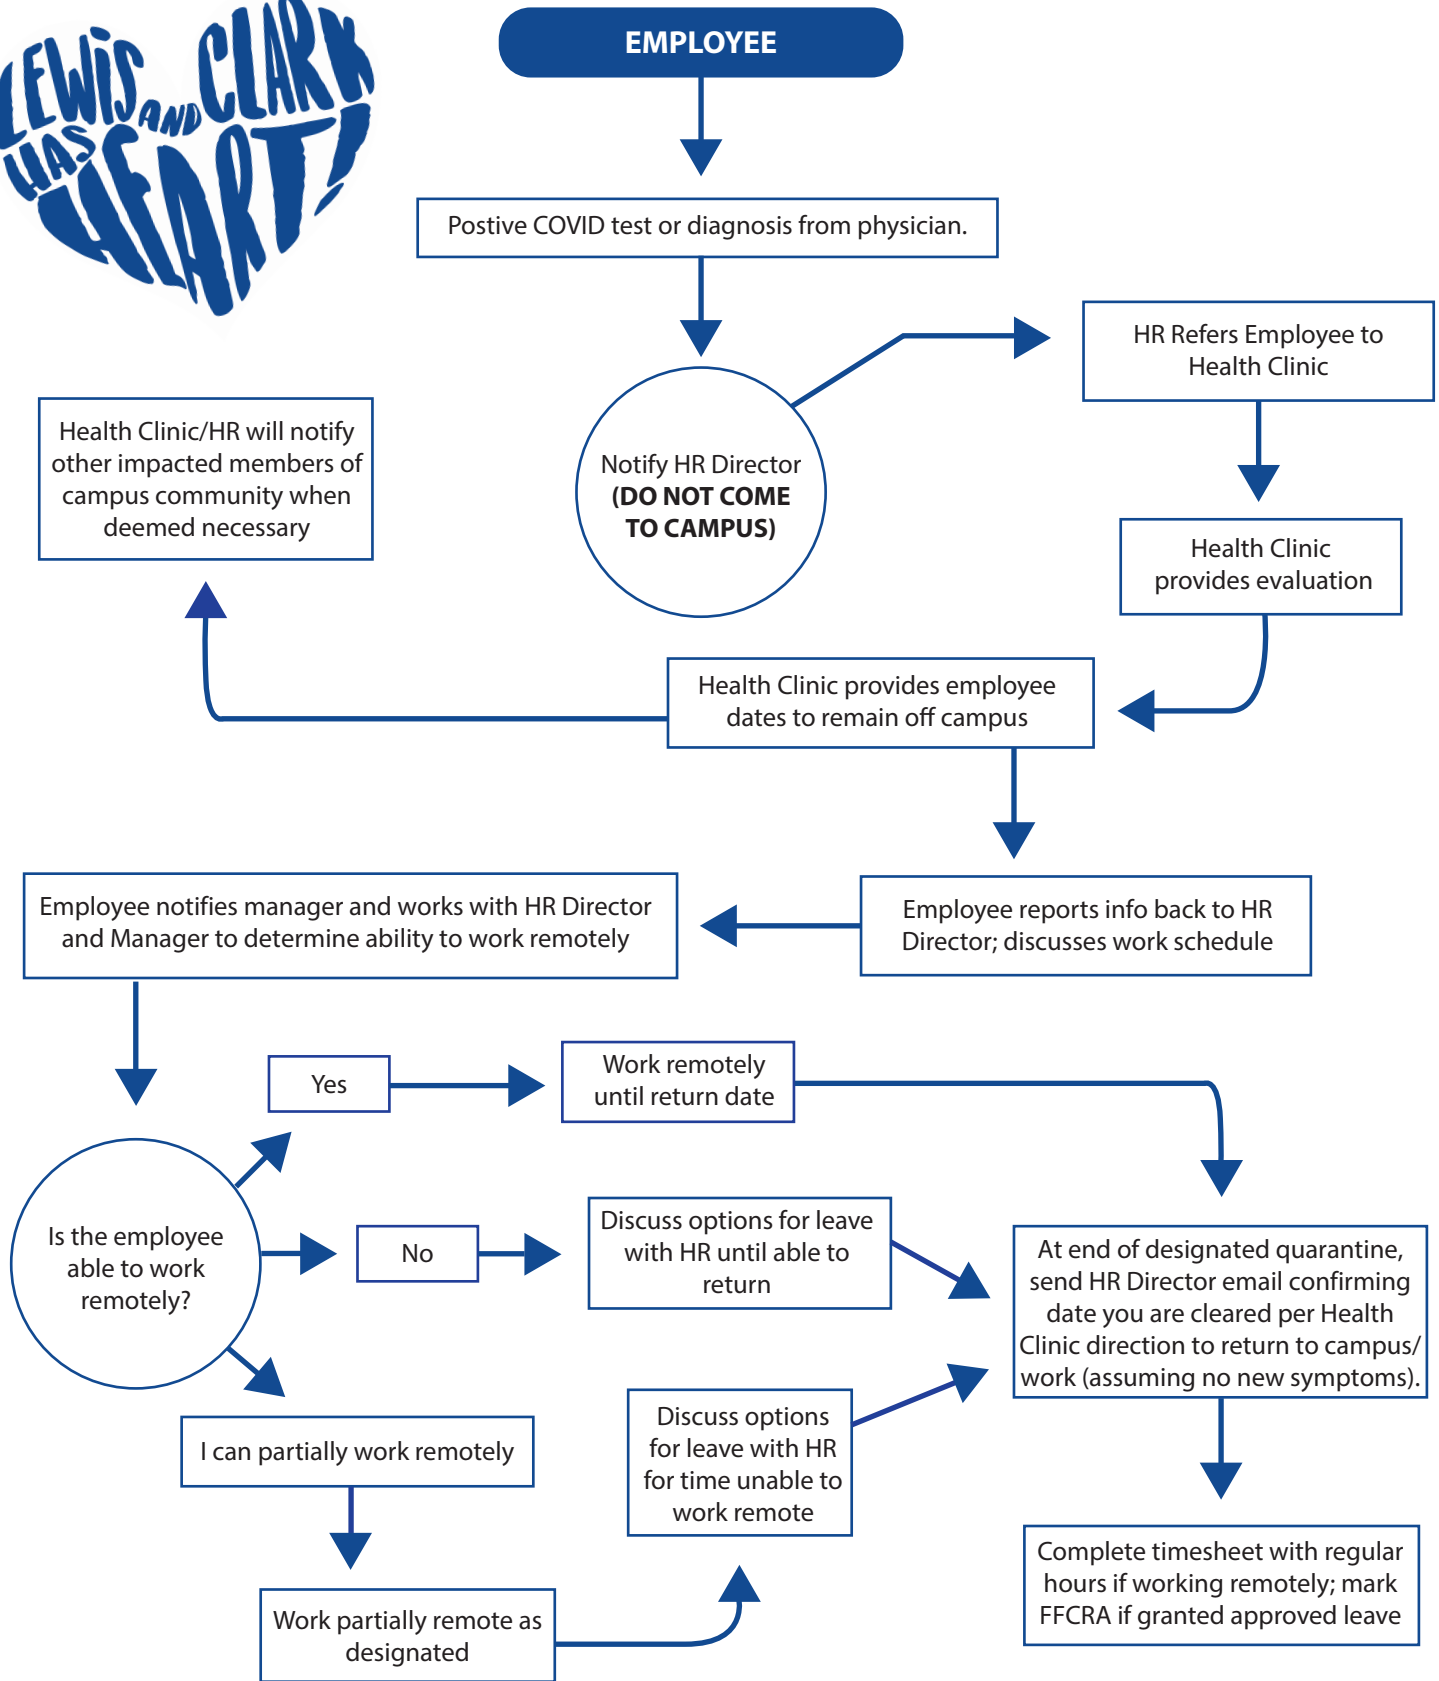 LEWIS AND CLARK
HAS
HEART!
EMPLOYEE
Postive COVID test or diagnosis from physician.
HR Refers Employee to
Health Clinic
Health Clinic/HR will notify
other impacted members of
campus community when
deemed necessary
Notify HR Director
(DO NOT COME
TO CAMPUS)
Health Clinic
provides evaluation
Health Clinic provides employee
dates to remain off campus
Employee reports info back to HR
Director; discusses work schedule
Employee notifies manager and works with HR Director
and Manager to determine ability to work remotely
Is the employee
able to work
remotely?
Yes
Work remotely
until return date
No
Discuss options for leave
with HR until able to
return
I can partially work remotely
Work partially remote as
designated
Discuss options
for leave with HR
for time unable to
work remote
At end of designated quarantine,
send HR Director email confirming
date you are cleared per Health
Clinic direction to return to campus/
work (assuming no new symptoms).
Complete timesheet with regular
hours if working remotely; mark
FFCRA if granted approved leave